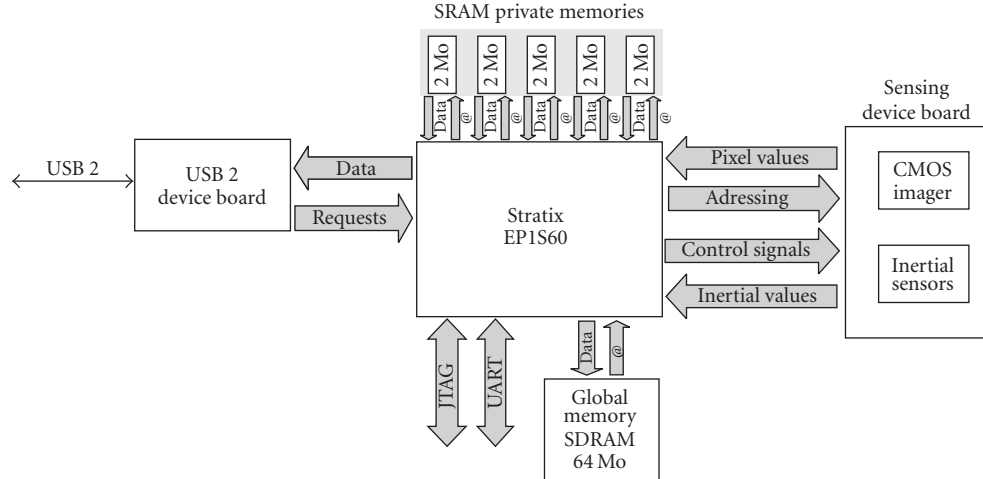 SRAM private memories
2 Mo
2 Mo
2 Mo
2 Mo
2 Mo
Data
@
Data
@
Data
@
Data
@
Data
@
Sensing
device board
USB 2
USB 2
device board
Data
Requests
Stratix
EP1S60
Pixel values
Adressing
Control signals
Inertial values
CMOS
imager
Inertial
sensors
JTAG
UART
Data
@
Global
memory
SDRAM
64 Mo